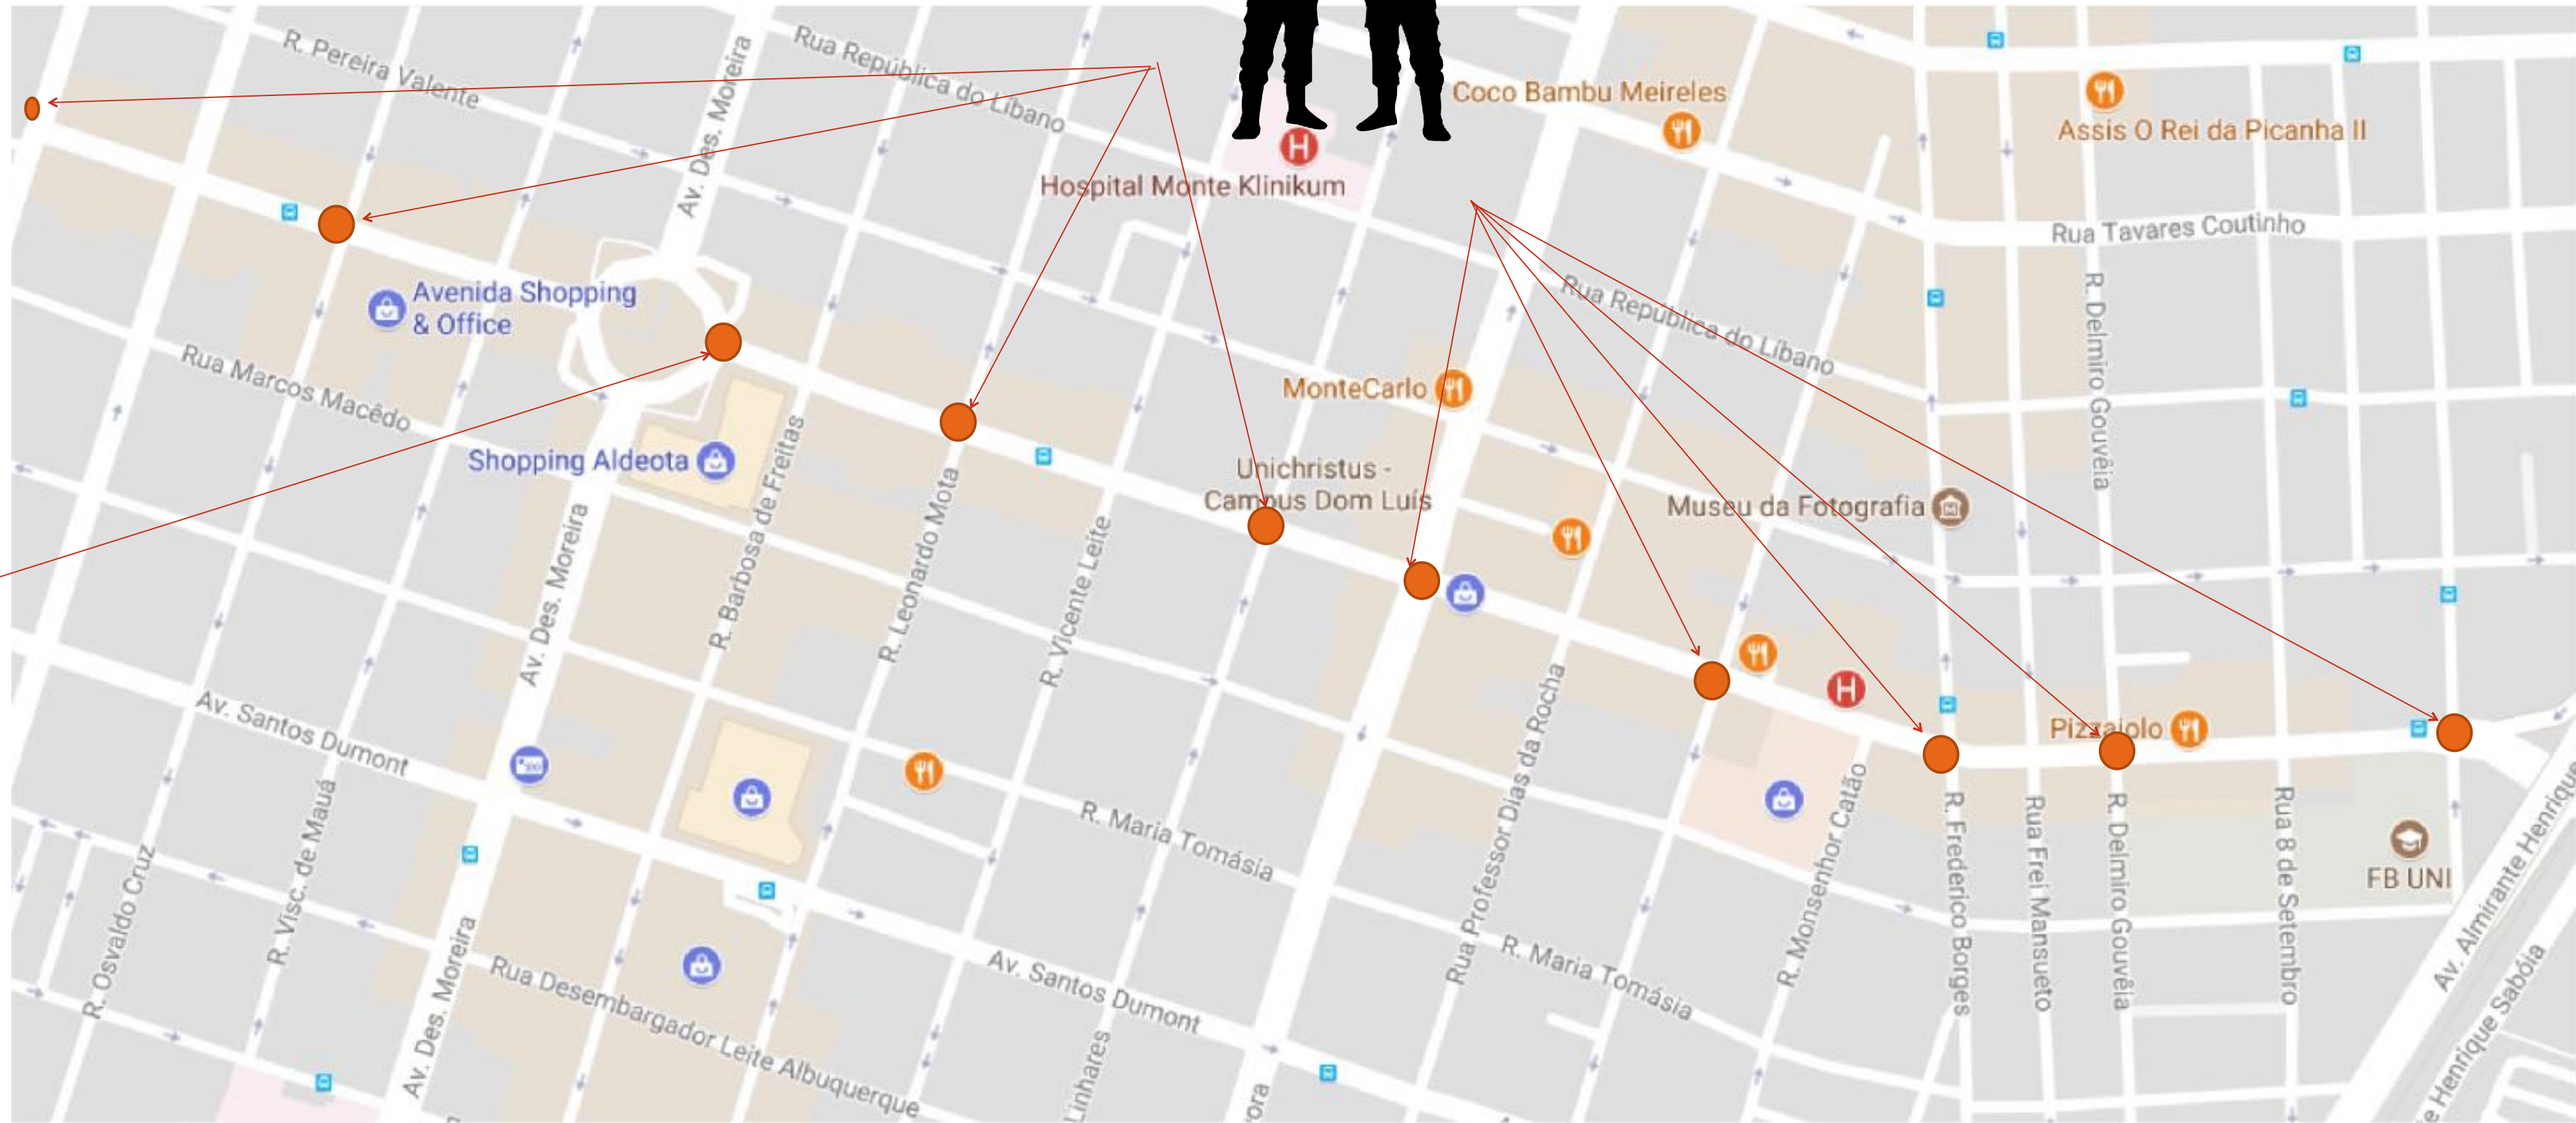 R. Pereira Valente
Av. Des. Moreira
Rua República do Líbano
Coco Bambu Meireles
Assis O Rei da Picanha II
H
Hospital Monte Klinikum
Rua Tavares Coutinho
Avenida Shopping
& Office
Rua República do Líbano
R. Delmiro Gouvêia
Rua Marcos Macêdo
MonteCarlo
Shopping Aldeota
Unichristus -
Campus Dom Luís
Museu da Fotografia
R. Barbosa de Freitas
R. Leonardo Mota
R. Vicente Leite
Av. Des. Moreira
H
Av. Santos Dumont
Pizzaiolo
Rua Professor Dias da Rocha
R. Monsenhor Catão
R. Frederico Borges
Rua Frei Mansueto
R. Delmiro Gouvêia
Rua 8 de Setembro
FB UNI
Av. Almirante Henrique
R. Osvaldo Cruz
R. Visc. de Mauá
R. Maria Tomásia
R. Maria Tomásia
Av. Des. Moreira
Rua Desembargador Leite Albuquerque
Av. Santos Dumont
Linhares
ora
e Henrique Sabóia